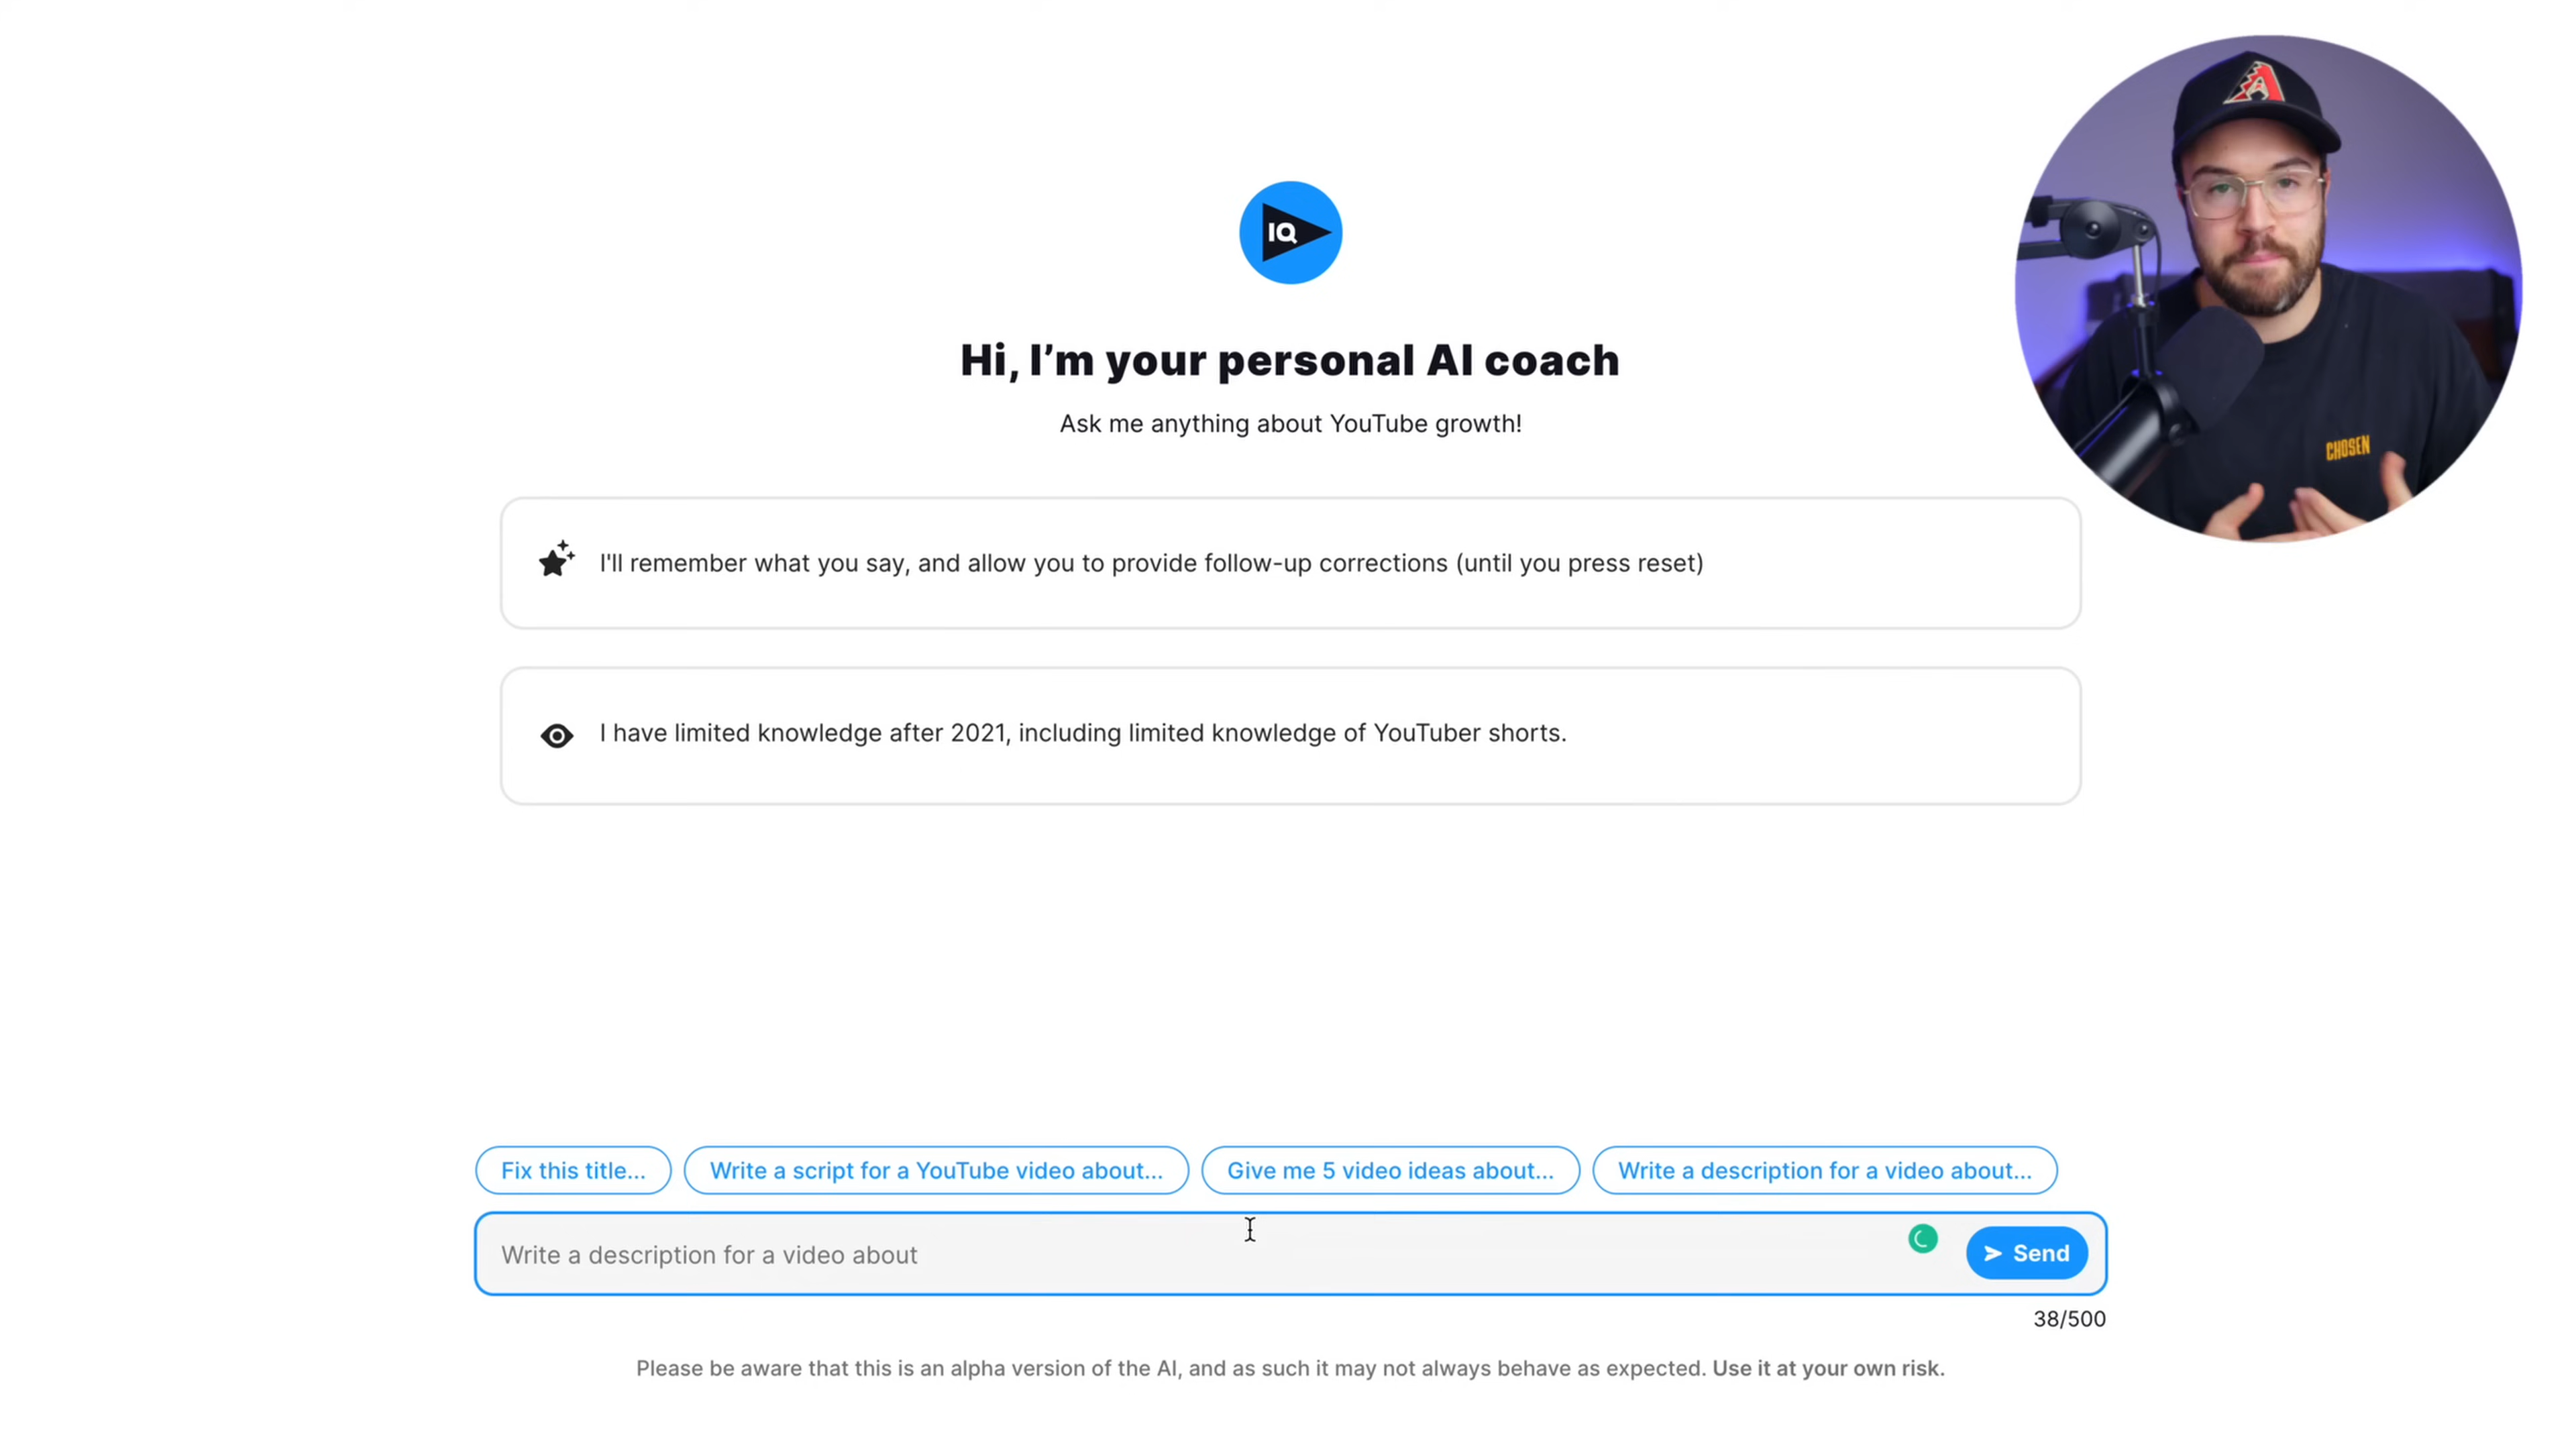 IQ
Hi, I’m your personal AI coach
Ask me anything about YouTube growth!
CHOSEN
I'll remember what you say, and allow you to provide follow-up corrections (until you press reset)
I have limited knowledge after 2021, including limited knowledge of YouTuber shorts.
Fix this title... Write a script for a YouTube video about... Give me 5 video ideas about... Write a description for a video about...
Write a description for a video about
Send
38/500
Please be aware that this is an alpha version of the AI, and as such it may not always behave as expected. Use it at your own risk.